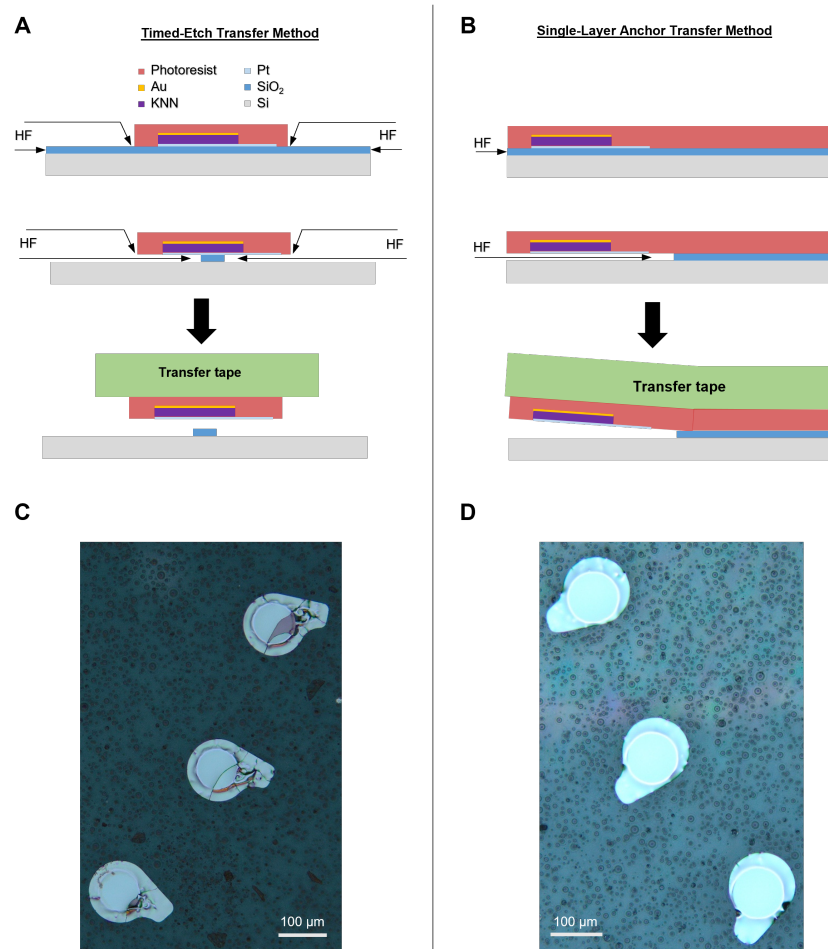 A
Timed-Etch Transfer Method
Photoresist
Au
KNN
Pt
SiO₂
Si
HF
HF
HF
HF
Transfer tape
B
Single-Layer Anchor Transfer Method
HF
HF
Transfer tape
C
100 µm
D
100 µm